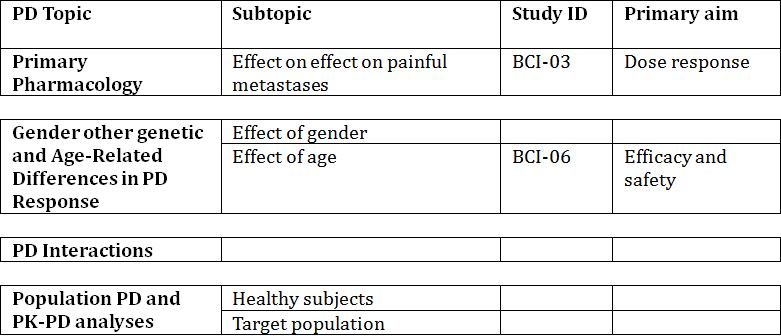 PD Topic Subtopic Study ID Primary aim
Primary Effect on effect on painful BCI-03 Dose response
Pharmacology metastases
Gender other genetic Effect of gender
and Age-Related Effect of age BCI-06 Efficacy and
Differences in PD safety
Response
PD Interactions
Population PD and Healthy subjects
PK-PD analyses Target population